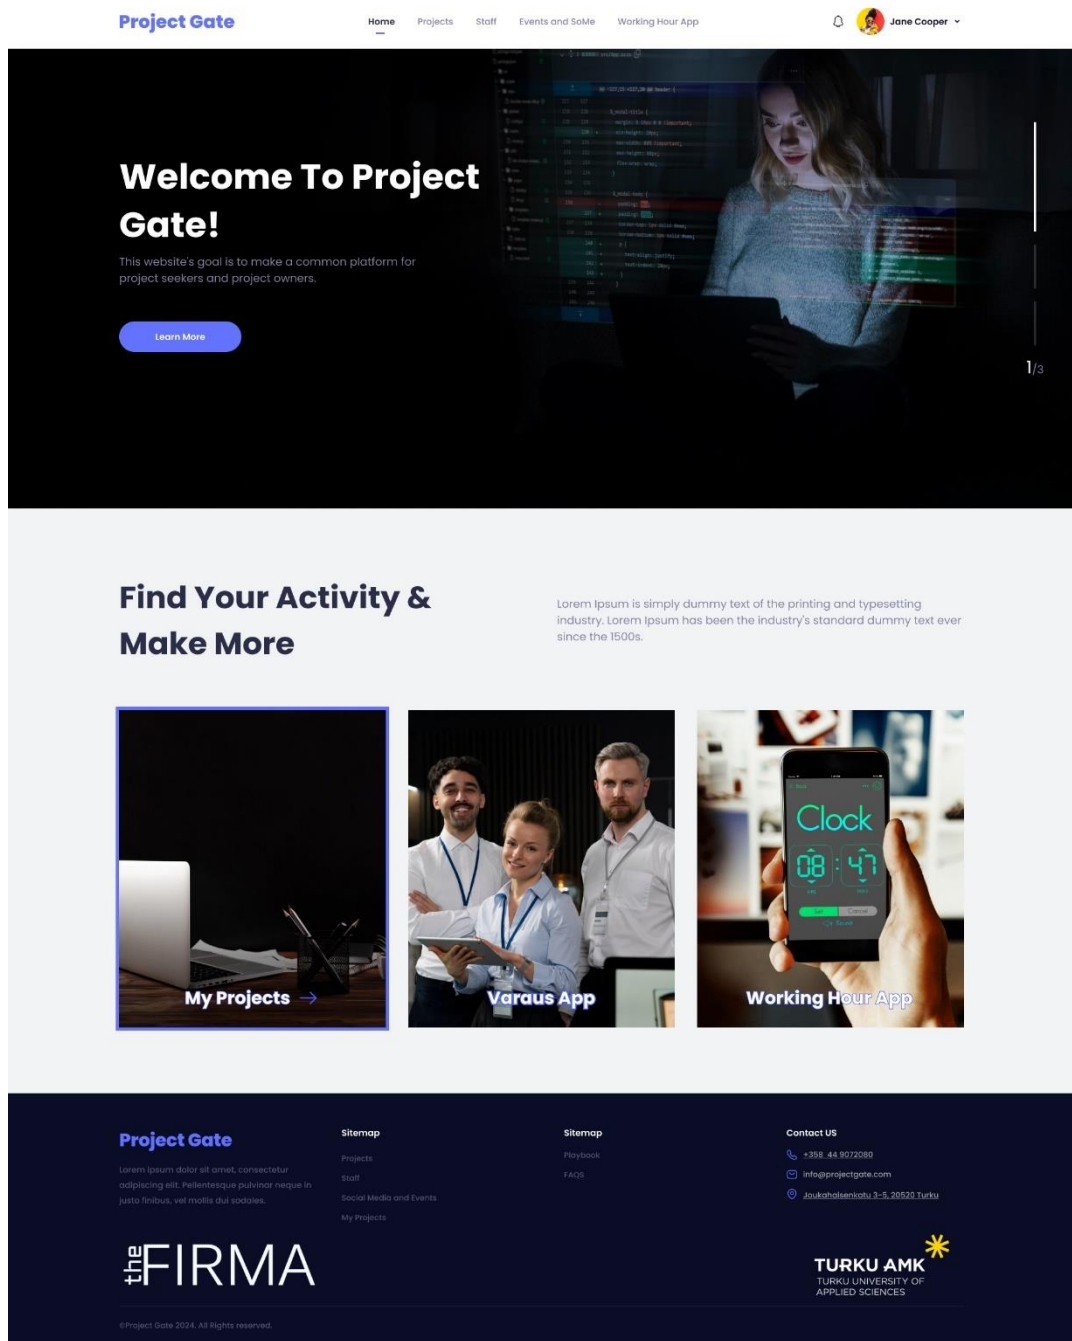 Project Gate
Home Projects Staff Events and SoMe Working Hour App
Jane Cooper
Welcome To Project
Gate!
This website's goal is to make a common platform for
project seekers and project owners.
Learn More
1/3
Find Your Activity &
Make More
Lorem Ipsum is simply dummy text of the printing and typesetting
industry. Lorem Ipsum has been the industry's standard dummy text ever
since the 1500s.
My Projects
Varaus App
Clock
08:47
Set Cancel
Working Hour App
Project Gate
Lorem ipsum dolor sit amet, consectetur
adipiscing elit. Pellentesque pulvinar neque in
justo finibus, vel mollis dui sodales.
Sitemap
Projects
Staff
Social Media and Events
My Projects
Sitemap
Playbook
FAQS
Contact US
+358 44 9072080
info@projectgate.com
Joukahaisenkatu 3-5, 20520 Turku
the FIRMA
TURKU AMK
TURKU UNIVERSITY OF
APPLIED SCIENCES
©Project Gate 2024. All Rights reserved.